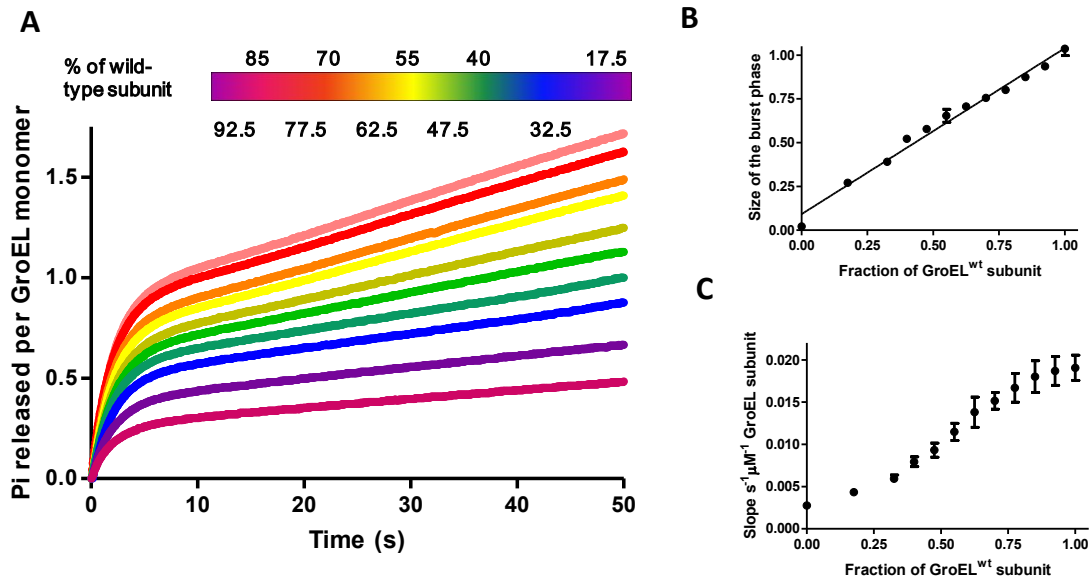 A
% of wild-
type subunit
85 70 55 40 17.5
92.5 77.5 62.5 47.5 32.5
Pi released per GroEL monomer
1.5
1.0
0.5
0.0
0 10 20 30 40 50
Time (s)
B
Size of the burst phase
1.00
0.75
0.50
0.25
0.00
0.00 0.25 0.50 0.75 1.00
Fraction of GroELwt subunit
C
Slope s-1µM-1 GroEL subunit
0.020
0.015
0.010
0.005
0.000
0.00 0.25 0.50 0.75 1.00
Fraction of GroELwt subunit